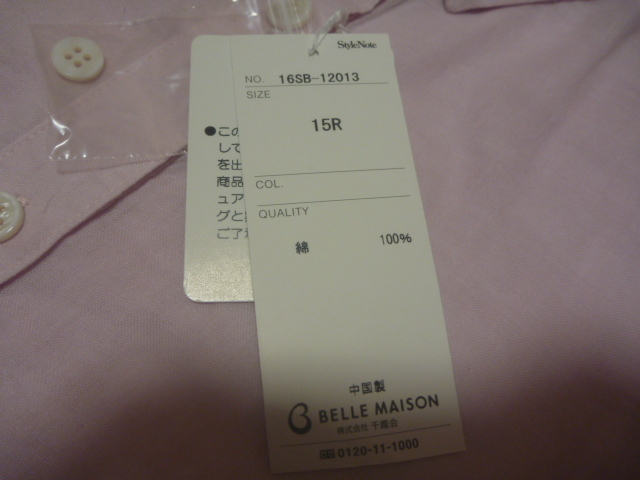 StyleNote
NO. 16SB-12013
SIZE
15R
COL.
QUALITY
綿 100%
中国製
BELLE MAISON
株式会社 千趣会
0120-11-1000
●この
して
を出
商品
ュア
グと
ご了